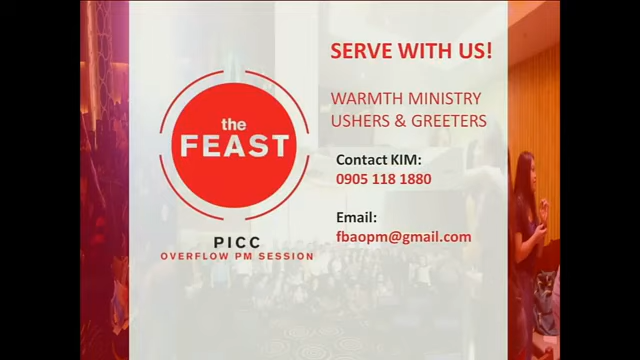 the
FEAST
PICC
OVERFLOW PM SESSION
SERVE WITH US!
WARMTH MINISTRY
USHERS & GREETERS
Contact KIM:
0905 118 1880
Email:
fbaopm@gmail.com